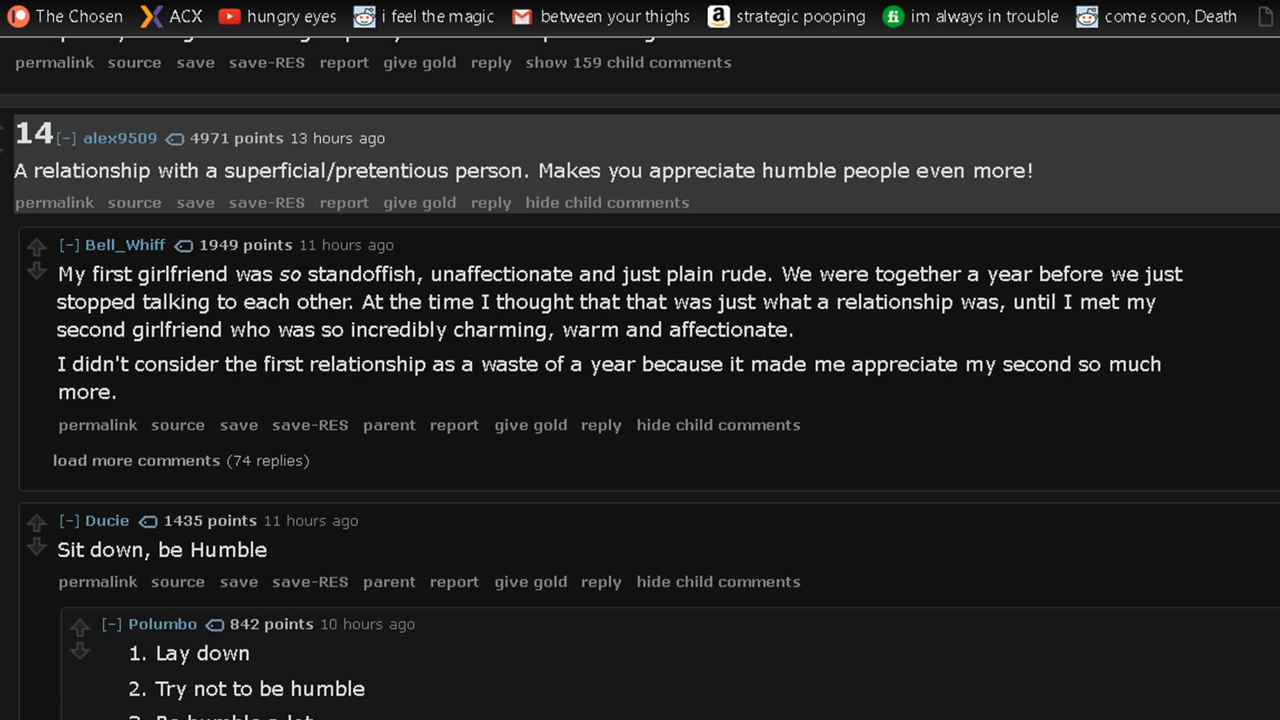 The Chosen ACX hungry eyes i feel the magic between your thighs strategic pooping im always in trouble come soon, Death
permalink source save save-RES report give gold reply show 159 child comments
14 [-] alex9509 4971 points 13 hours ago
A relationship with a superficial/pretentious person. Makes you appreciate humble people even more!
permalink source save save-RES report give gold reply hide child comments
[-] Bell_Whiff 1949 points 11 hours ago
My first girlfriend was so standoffish, unaffectionate and just plain rude. We were together a year before we just
stopped talking to each other. At the time I thought that that was just what a relationship was, until I met my
second girlfriend who was so incredibly charming, warm and affectionate.
I didn't consider the first relationship as a waste of a year because it made me appreciate my second so much
more.
permalink source save save-RES parent report give gold reply hide child comments
load more comments (74 replies)
[-] Ducie 1435 points 11 hours ago
Sit down, be Humble
permalink source save save-RES parent report give gold reply hide child comments
[-] Polumbo 842 points 10 hours ago
1. Lay down
2. Try not to be humble
3. Be humble a lot